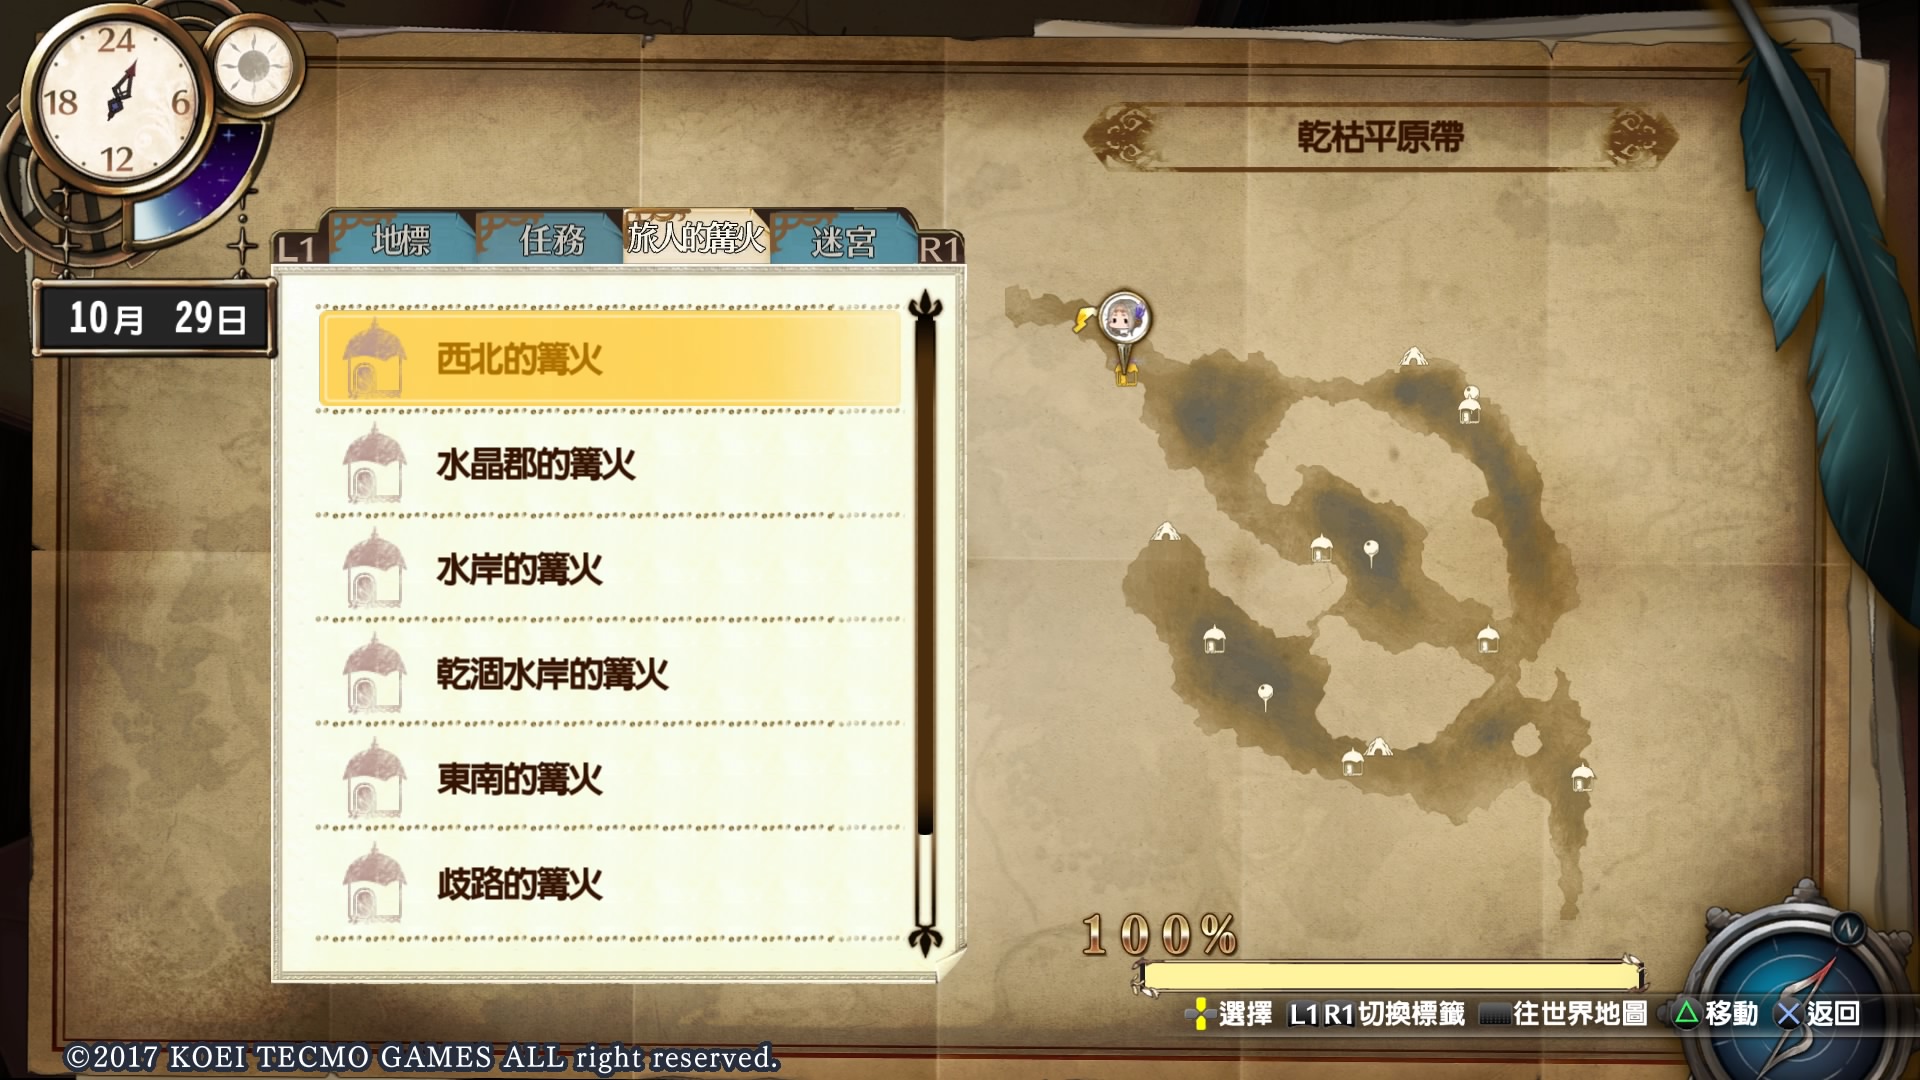 24
18
6
12
10月 29日
L1
地標
任務
旅人的篝火
迷宮
R1
西北的篝火
水晶郡的篝火
水岸的篝火
乾涸水岸的篝火
東南的篝火
歧路的篝火
乾枯平原帶
100%
N
選擇 L1 R1切換標籤 往世界地圖 移動 返回
©2017 KOEI TECMO GAMES ALL right reserved.